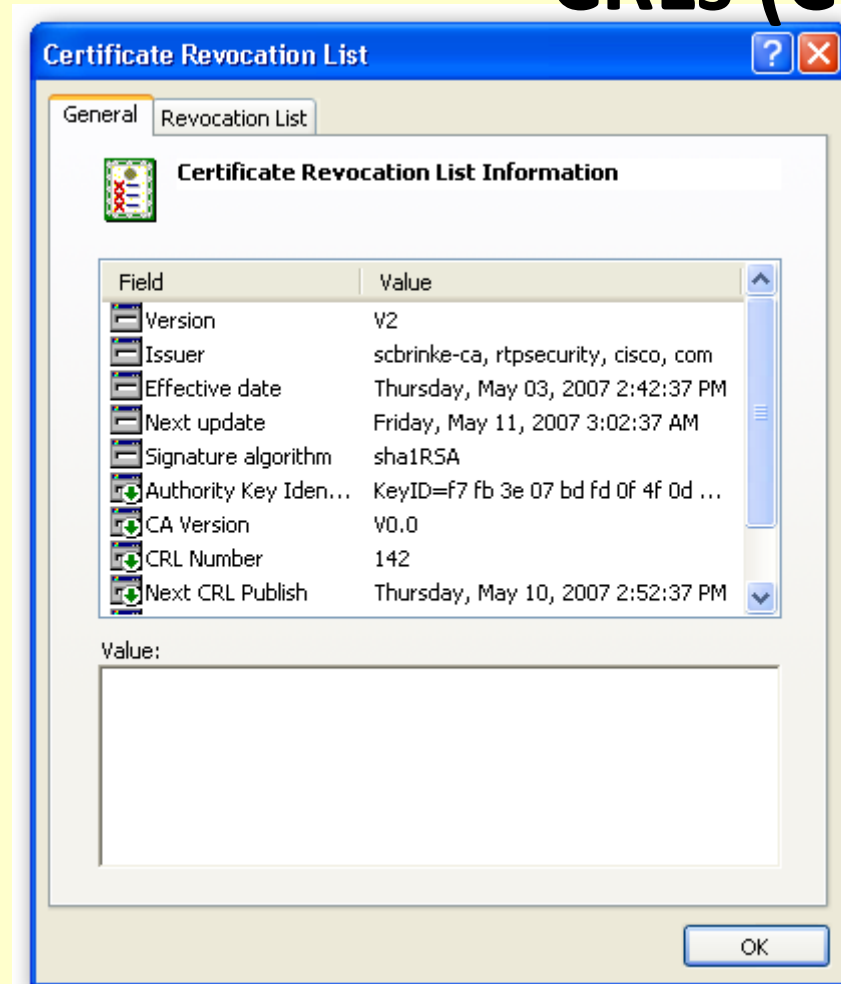 CRLs (C
Certificate Revocation List
General Revocation List
Certificate Revocation List Information
Field Value
Version V2
Issuer scbrinke-ca, rtpsecurity, cisco, com
Effective date Thursday, May 03, 2007 2:42:37 PM
Next update Friday, May 11, 2007 3:02:37 AM
Signature algorithm sha1RSA
Authority Key Iden... KeyID=f7 fb 3e 07 bd fd 0f 4f 0d ...
CA Version V0.0
CRL Number 142
Next CRL Publish Thursday, May 10, 2007 2:52:37 PM
Value:
OK